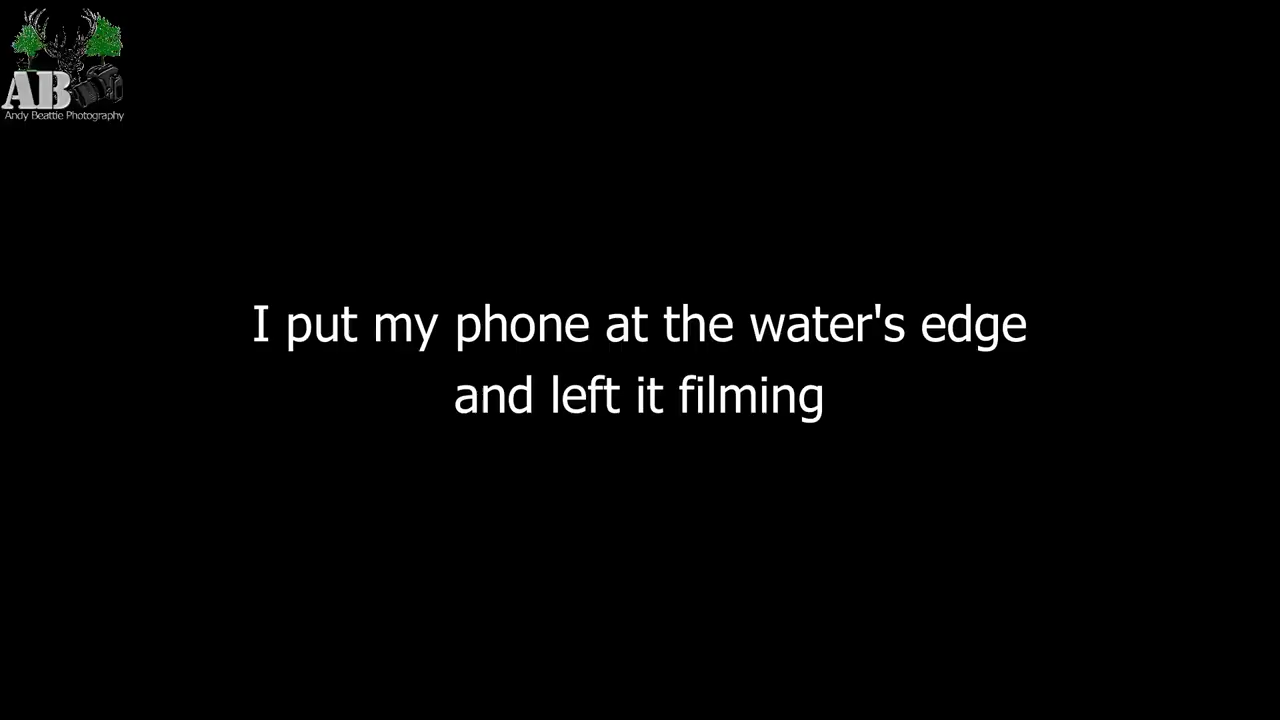 AB
Andy Beattie Photography
I put my phone at the water's edge
and left it filming